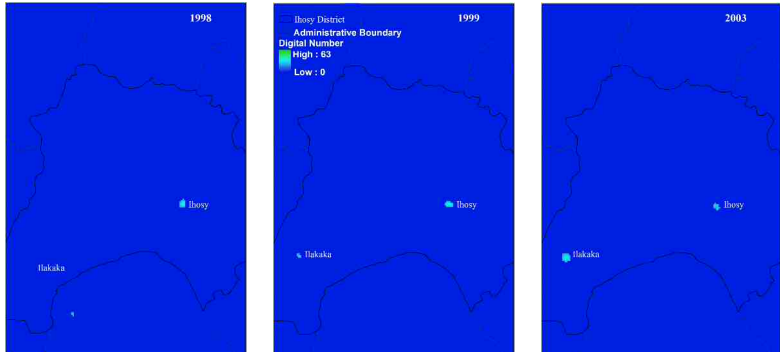 1998
Ihosy
Ilakaka
Ihosy District
1999
Administrative Boundary
Digital Number
High : 63
Low : 0
Ihosy
Ilakaka
2003
Ihosy
Ilakaka